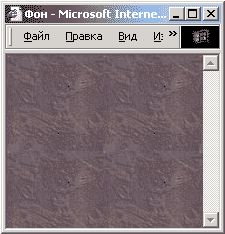 Фон - Microsoft Interne...
Файл Правка Вид И: »